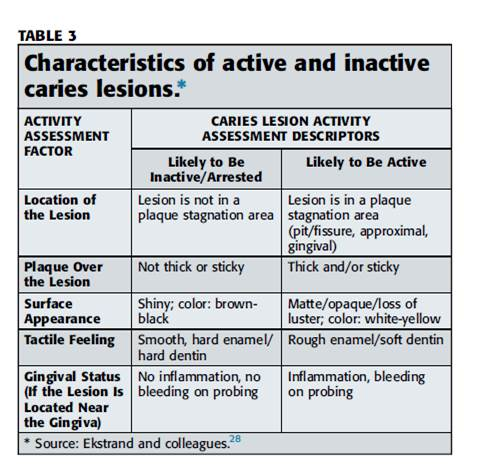 TABLE 3
Characteristics of active and inactive
caries lesions.*
ACTIVITY
ASSESSMENT
FACTOR
CARIES LESION ACTIVITY
ASSESSMENT DESCRIPTORS
Likely to Be
Inactive/Arrested
Likely to Be Active
Location of
the Lesion
Lesion is not in a
plaque stagnation area
Lesion is in a plaque
stagnation area
(pit/fissure, approximal,
gingival)
Plaque Over
the Lesion
Not thick or sticky
Thick and/or sticky
Surface
Appearance
Shiny; color: brown-
black
Matte/opaque/loss of
luster; color: white-yellow
Tactile Feeling
Smooth, hard enamel/
hard dentin
Rough enamel/soft dentin
Gingival Status
(If the Lesion Is
Located Near
the Gingiva)
No inflammation, no
bleeding on probing
Inflammation, bleeding
on probing
* Source: Ekstrand and colleagues.28